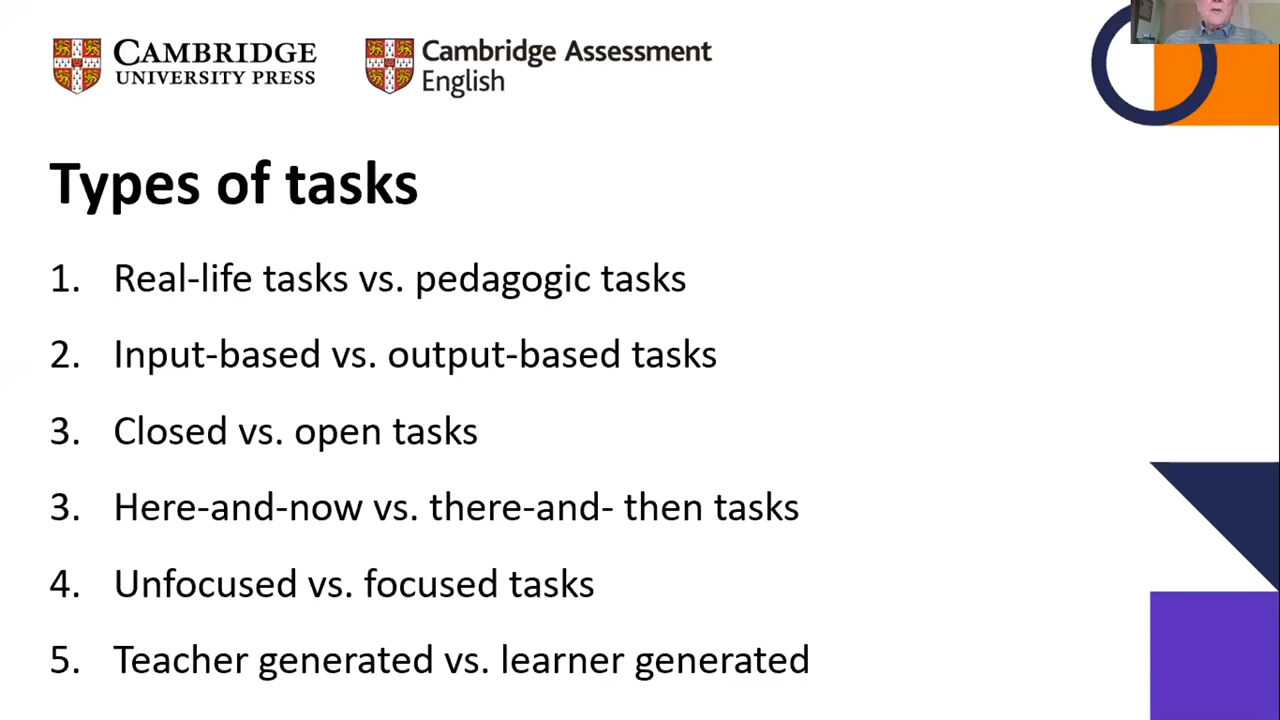 CAMBRIDGE
UNIVERSITY PRESS
Cambridge Assessment
English
Types of tasks
1. Real-life tasks vs. pedagogic tasks
2. Input-based vs. output-based tasks
3. Closed vs. open tasks
3. Here-and-now vs. there-and- then tasks
4. Unfocused vs. focused tasks
5. Teacher generated vs. learner generated